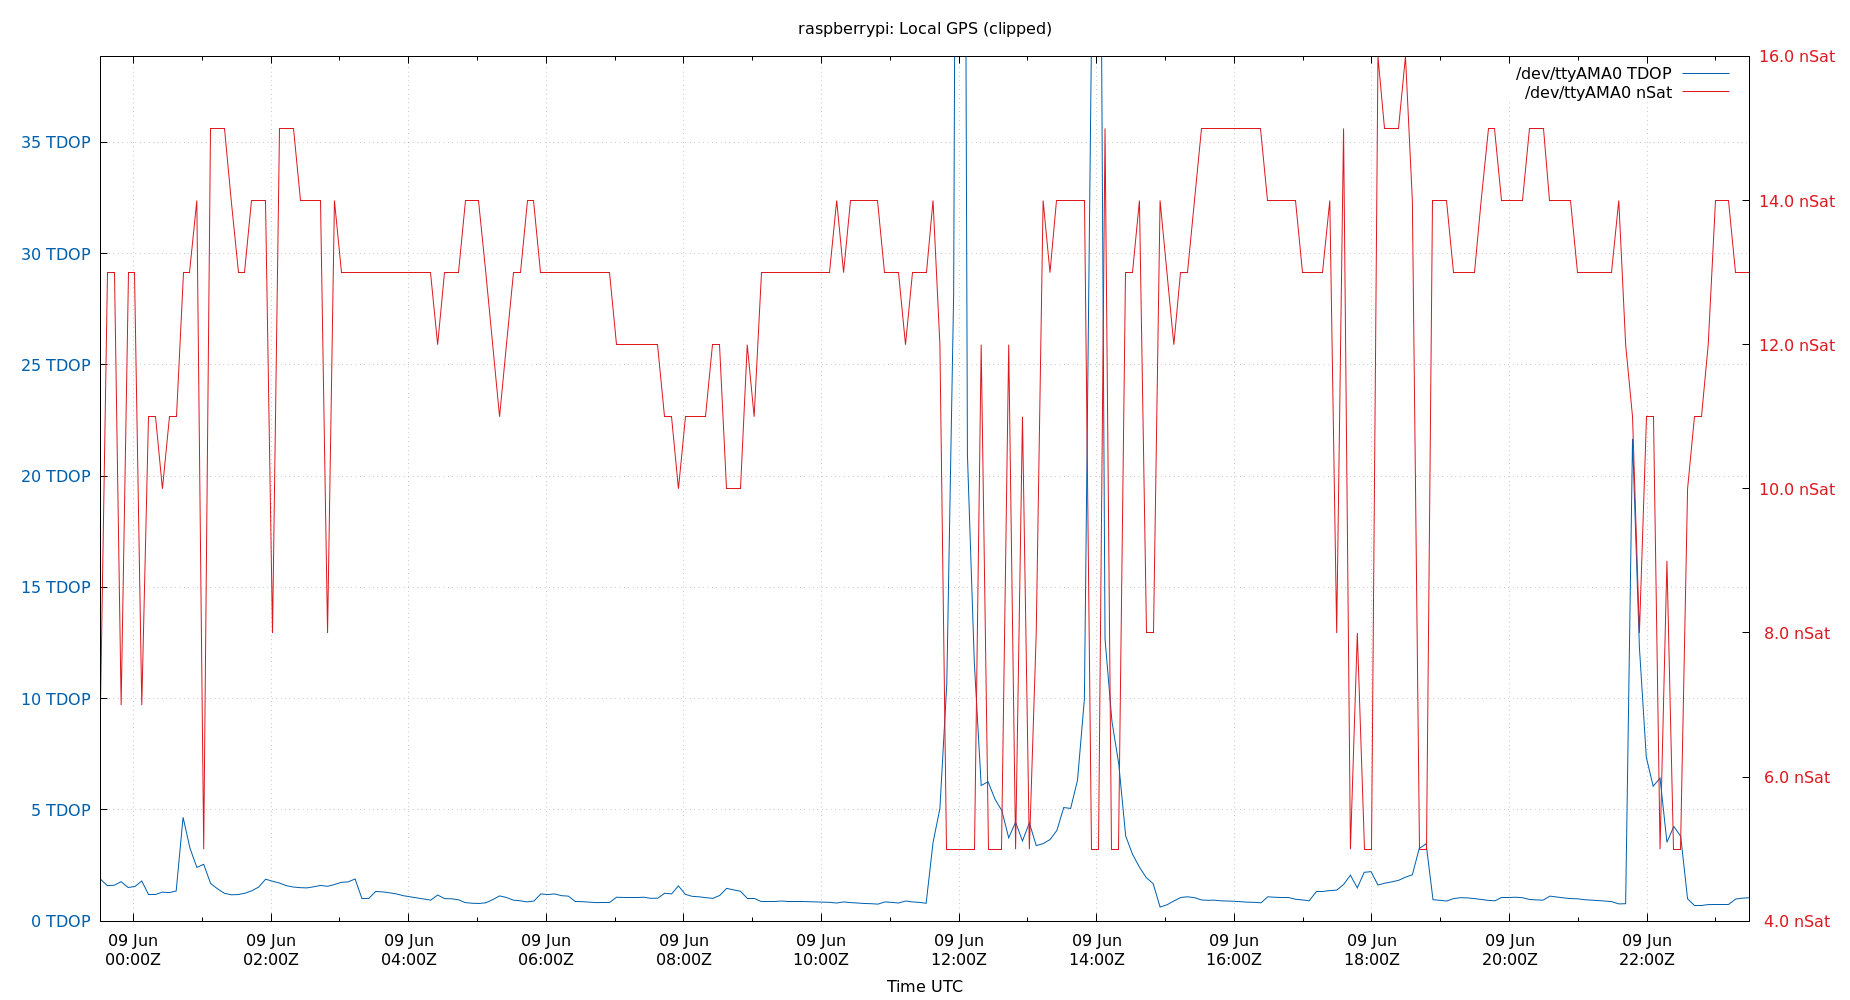 raspberrypi: Local GPS (clipped)
16.0 nSat
/dev/ttyAMA0 TDOP
/dev/ttyAMA0 nSat
35 TDOP
14.0 nSat
30 TDOP
25 TDOP
12.0 nSat
20 TDOP
10.0 nSat
15 TDOP
8.0 nSat
10 TDOP
6.0 nSat
5 TDOP
0 TDOP
4.0 nSat
09 Jun 09 Jun 09 Jun 09 Jun 09 Jun 09 Jun 09 Jun 09 Jun 09 Jun 09 Jun 09 Jun 09 Jun
00:00Z 02:00Z 04:00Z 06:00Z 08:00Z 10:00Z 12:00Z 14:00Z 16:00Z 18:00Z 20:00Z 22:00Z
Time UTC